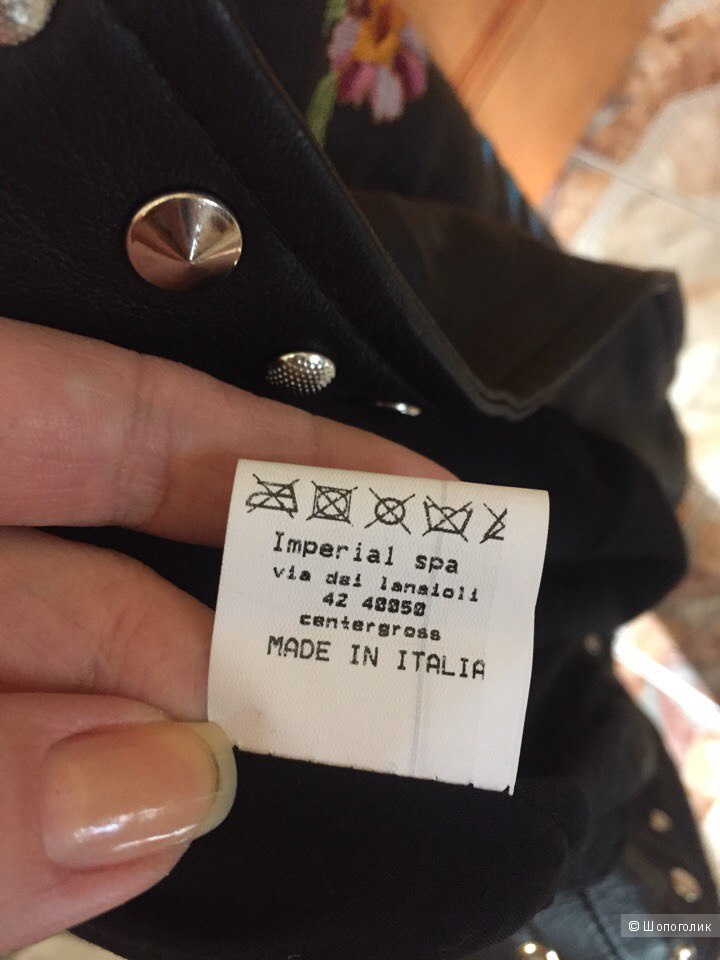 Imperial spa
via dei lanaioli
42 40050
centergross
MADE IN ITALIA
© Шопоголик